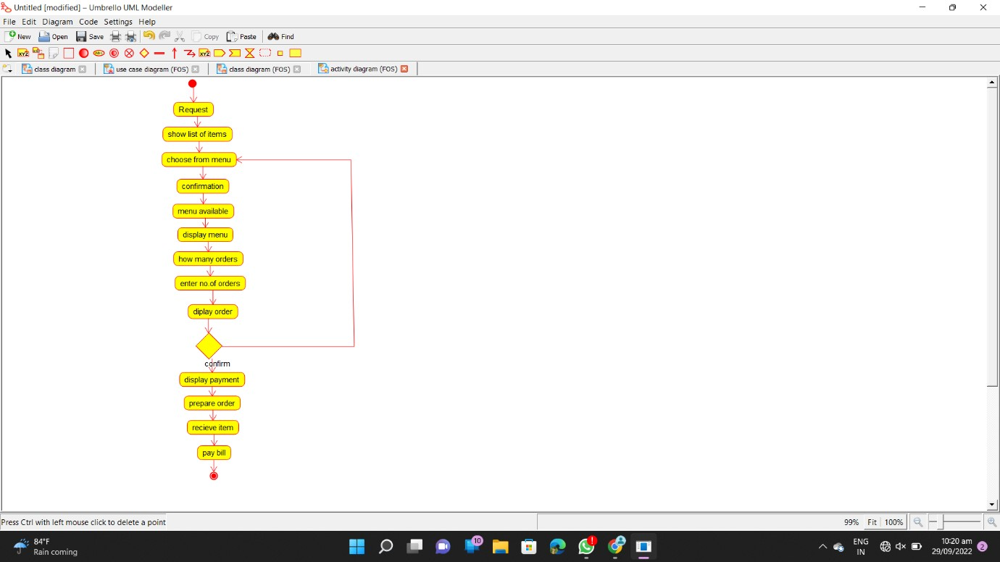 Untitled [modified] – Umbrello UML Modeller
File Edit Diagram Code Settings Help
New Open Save Copy Paste Find
XYZ ABC XYZ
class diagram use case diagram (FOS) class diagram (FOS) activity diagram (FOS)
Request
show list of items
choose from menu
confirmation
menu available
display menu
how many orders
enter no.of orders
diplay order
confirm
display payment
prepare order
recieve item
pay bill
Press Ctrl with left mouse click to delete a point
99% Fit 100%
84°F
Rain coming
10
!
ENG
IN
10:20 am
29/09/2022
2